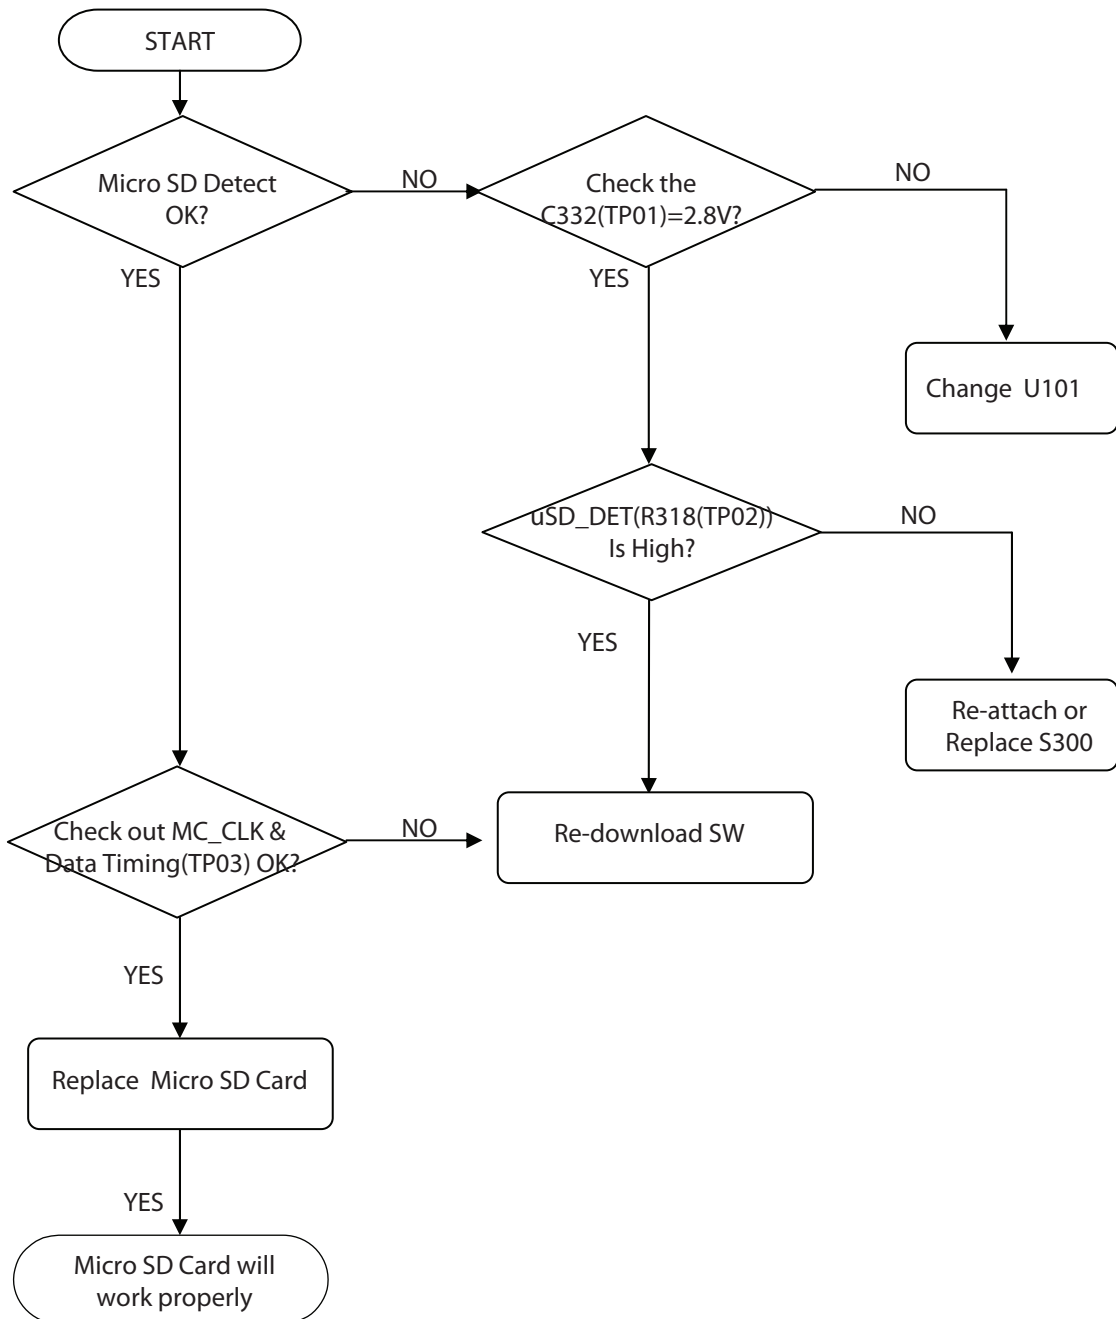 START
Micro SD Detect
OK?
NO
Check the
C332(TP01)=2.8V?
NO
YES
YES
Change U101
uSD_DET(R318(TP02))
Is High?
NO
YES
Re-attach or
Replace S300
Check out MC_CLK &
Data Timing(TP03) OK?
NO
Re-download SW
YES
Replace Micro SD Card
YES
Micro SD Card will
work properly